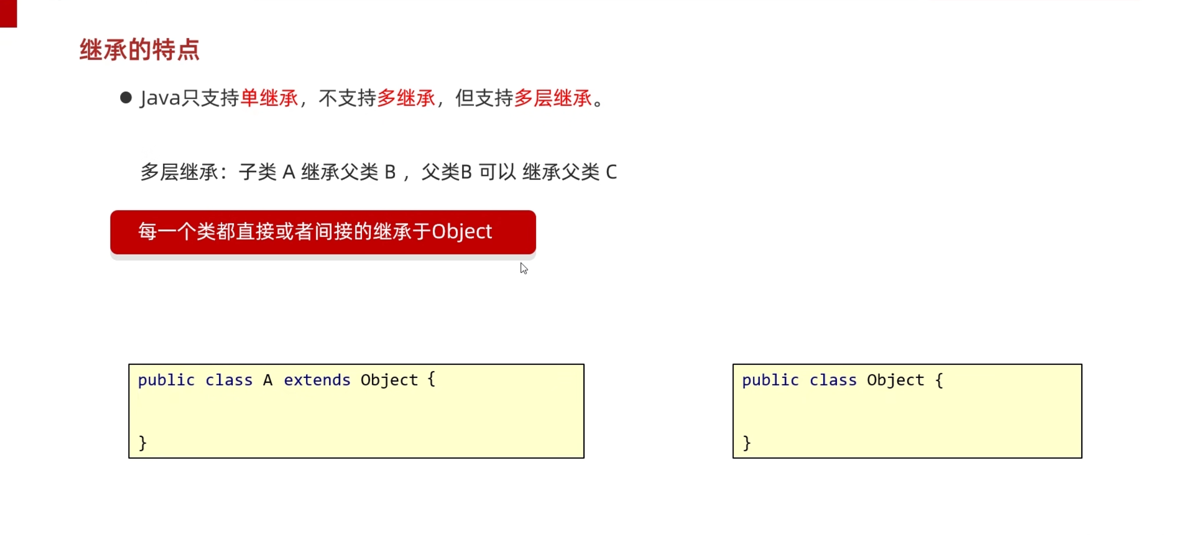 继承的特点
● Java只支持单继承，不支持多继承，但支持多层继承。
多层继承：子类 A 继承父类 B ，父类B 可以 继承父类 C
每一个类都直接或者间接的继承于Object
public class A extends Object {
}
public class Object {
}